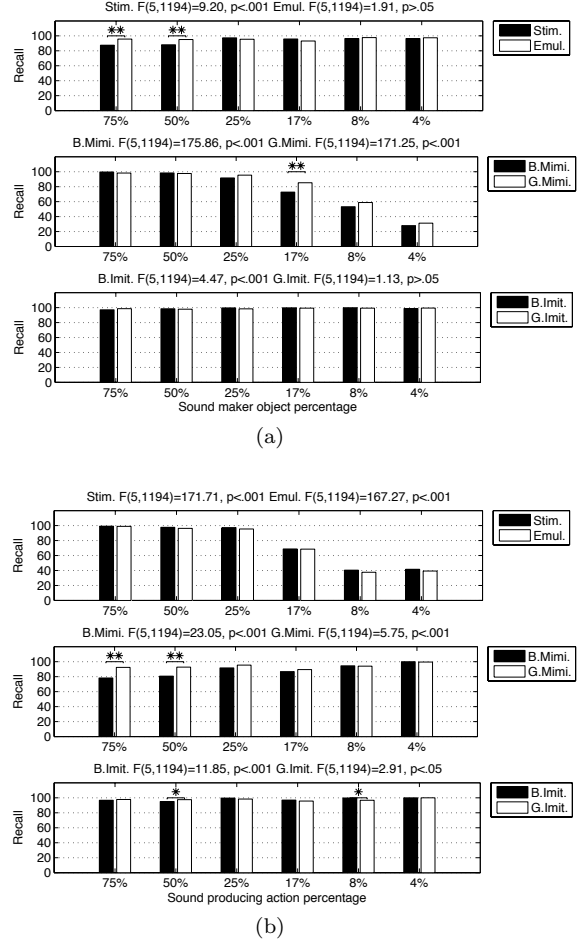 Stim. F(5,1194)=9.20, p<.001 Emul. F(5,1194)=1.91, p>.05
**
**
100
80
60
40
20
0
Recall
75% 50% 25% 17% 8% 4%
Stim.
Emul.
B.Mimi. F(5,1194)=175.86, p<.001 G.Mimi. F(5,1194)=171.25, p<.001
**
100
80
60
40
20
0
Recall
75% 50% 25% 17% 8% 4%
B.Mimi.
G.Mimi.
B.Imit. F(5,1194)=4.47, p<.001 G.Imit. F(5,1194)=1.13, p>.05
100
80
60
40
20
0
Recall
75% 50% 25% 17% 8% 4%
B.Imit.
G.Imit.
Sound maker object percentage
(a)
Stim. F(5,1194)=171.71, p<.001 Emul. F(5,1194)=167.27, p<.001
100
80
60
40
20
0
Recall
75% 50% 25% 17% 8% 4%
Stim.
Emul.
B.Mimi. F(5,1194)=23.05, p<.001 G.Mimi. F(5,1194)=5.75, p<.001
**
**
100
80
60
40
20
0
Recall
75% 50% 25% 17% 8% 4%
B.Mimi.
G.Mimi.
B.Imit. F(5,1194)=11.85, p<.001 G.Imit. F(5,1194)=2.91, p<.05
*
*
100
80
60
40
20
0
Recall
75% 50% 25% 17% 8% 4%
B.Imit.
G.Imit.
Sound producing action percentage
(b)